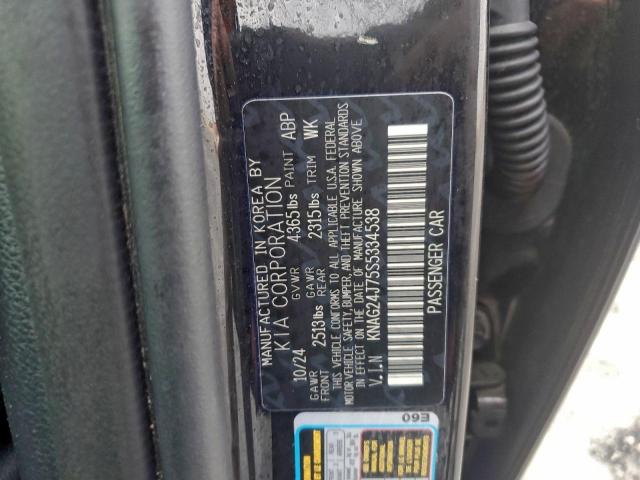 MANUFACTURED IN KOREA BY
KIA CORPORATION
10/24 GVWR 4365lbs PAINT ABP
GAWR FRONT 2513lbs GAWR REAR 2315lbs TRIM WK
THIS VEHICLE CONFORMS TO ALL APPLICABLE U.S.A. FEDERAL
MOTOR VEHICLE SAFETY, BUMPER, AND THEFT PREVENTION STANDARDS
IN EFFECT ON THE DATE OF MANUFACTURE SHOWN ABOVE
V.I.N KNAG24J75S5334538
PASSENGER CAR
E60